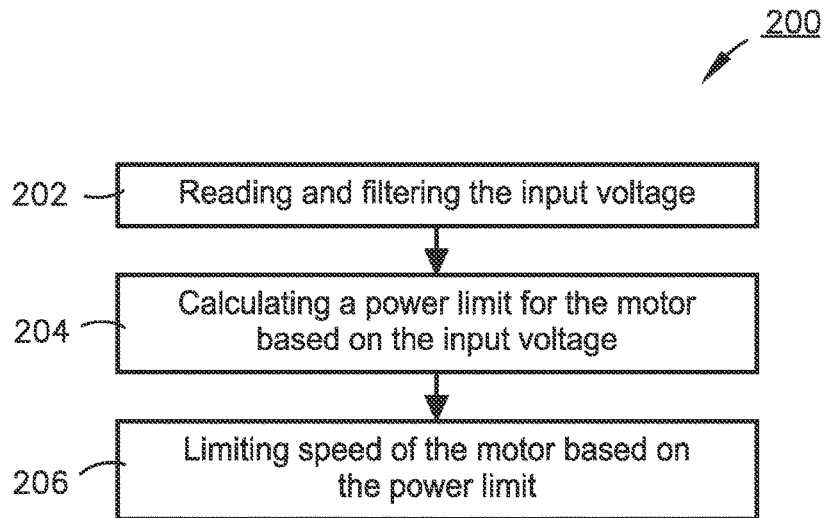 200
202
Reading and filtering the input voltage
204
Calculating a power limit for the motor
based on the input voltage
206
Limiting speed of the motor based on
the power limit